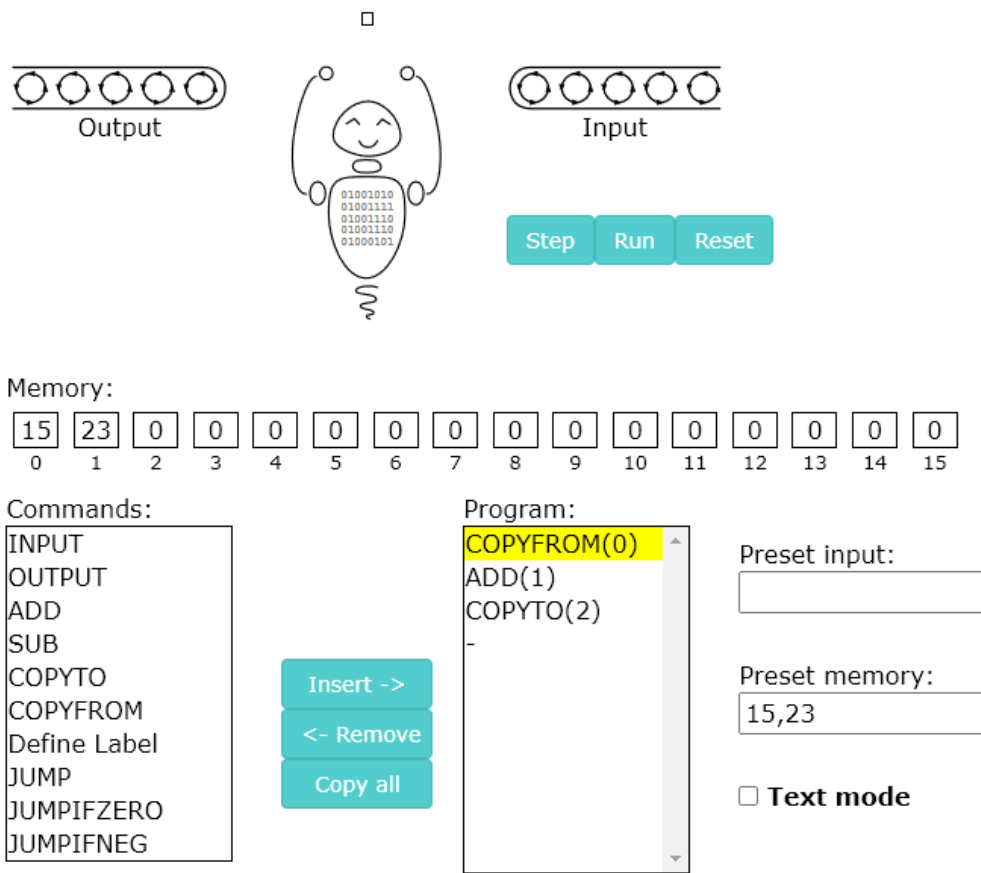 Output
Input
01001010
01001111
01001110
01001110
01000101
Step Run Reset
Memory:
15 23 0 0 0 0 0 0 0 0 0 0 0 0 0 0
0 1 2 3 4 5 6 7 8 9 10 11 12 13 14 15
Commands:
INPUT
OUTPUT
ADD
SUB
COPYTO
COPYFROM
Define Label
JUMP
JUMPIFZERO
JUMPIFNEG
Insert ->
<- Remove
Copy all
Program:
COPYFROM(0)
ADD(1)
COPYTO(2)
-
Preset input:
Preset memory:
15,23
Text mode